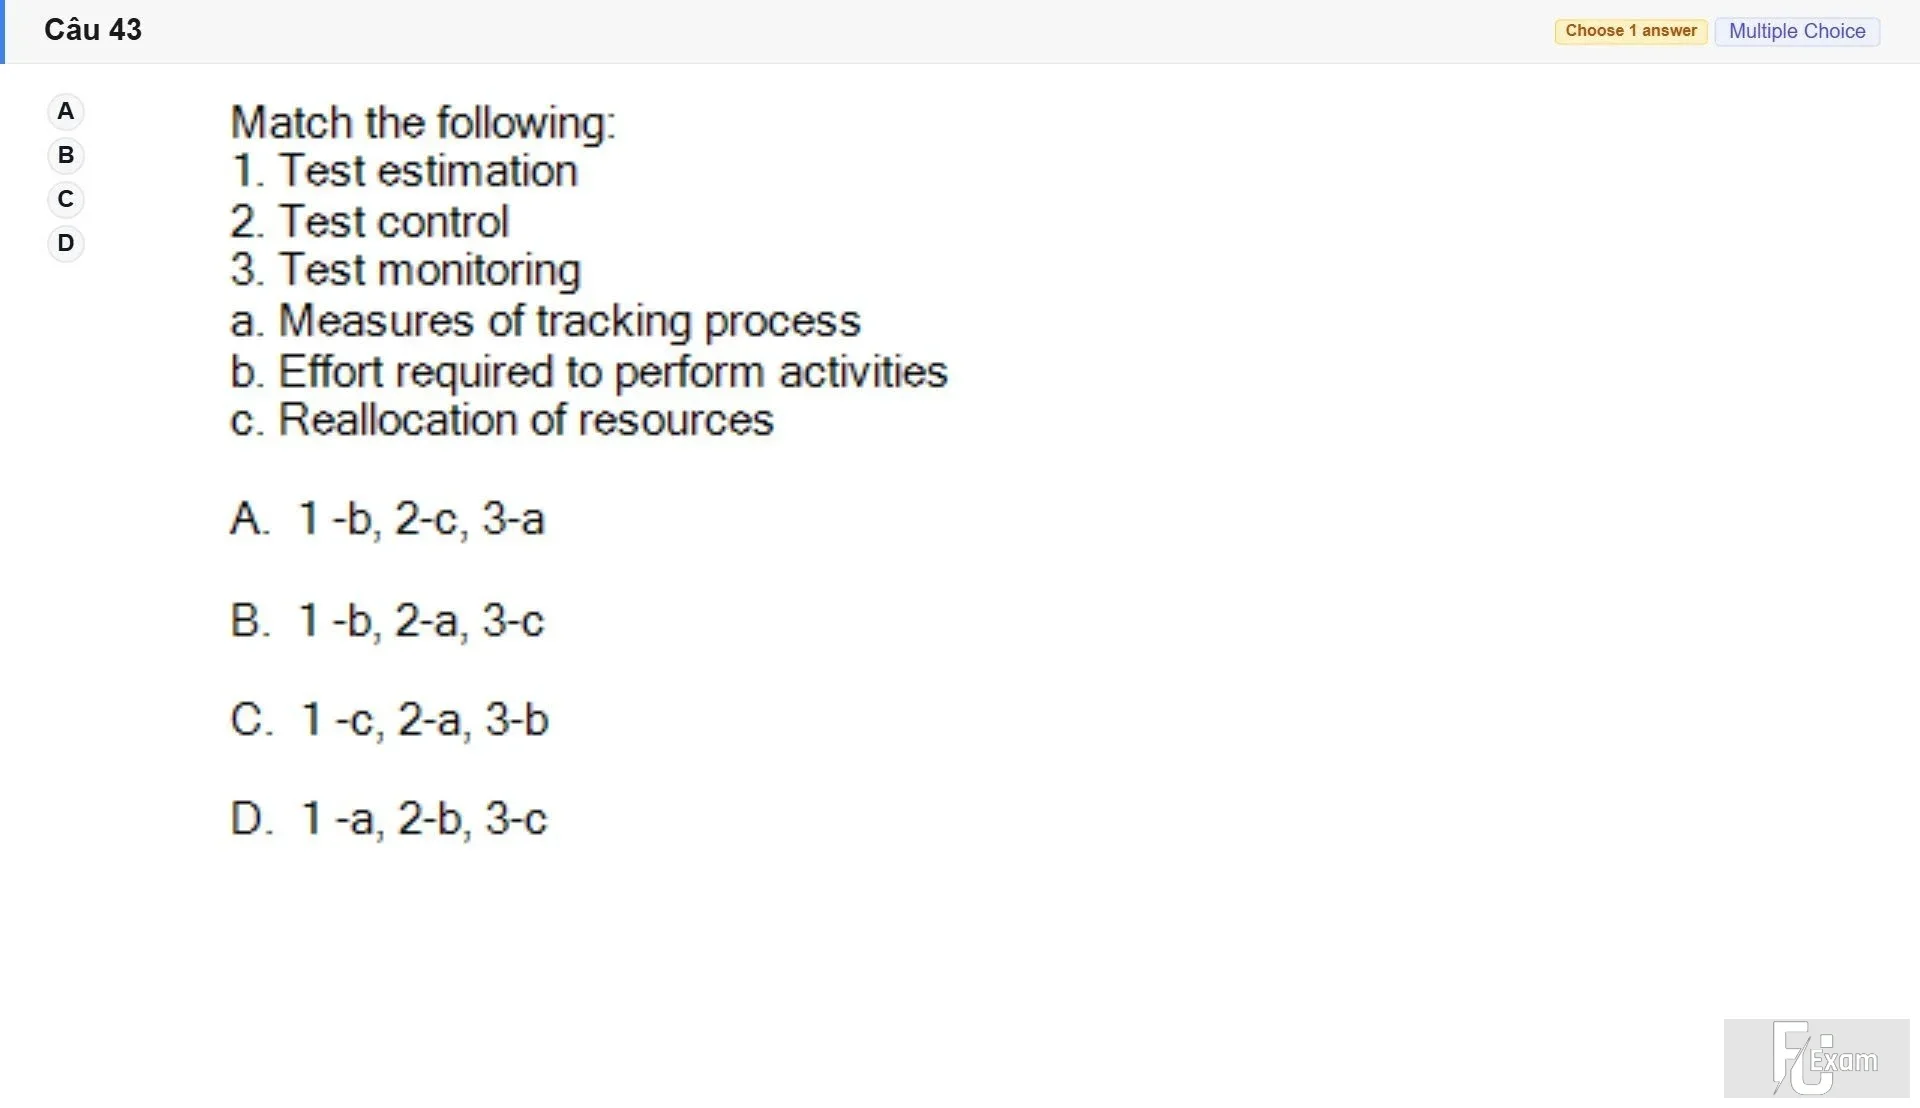 Câu 43
Choose 1 answer
Multiple Choice
A
B
C
D
Match the following:
1. Test estimation
2. Test control
3. Test monitoring
a. Measures of tracking process
b. Effort required to perform activities
c. Reallocation of resources
A. 1 -b, 2-c, 3-a
B. 1 -b, 2-a, 3-c
C. 1 -c, 2-a, 3-b
D. 1 -a, 2-b, 3-c
Exam